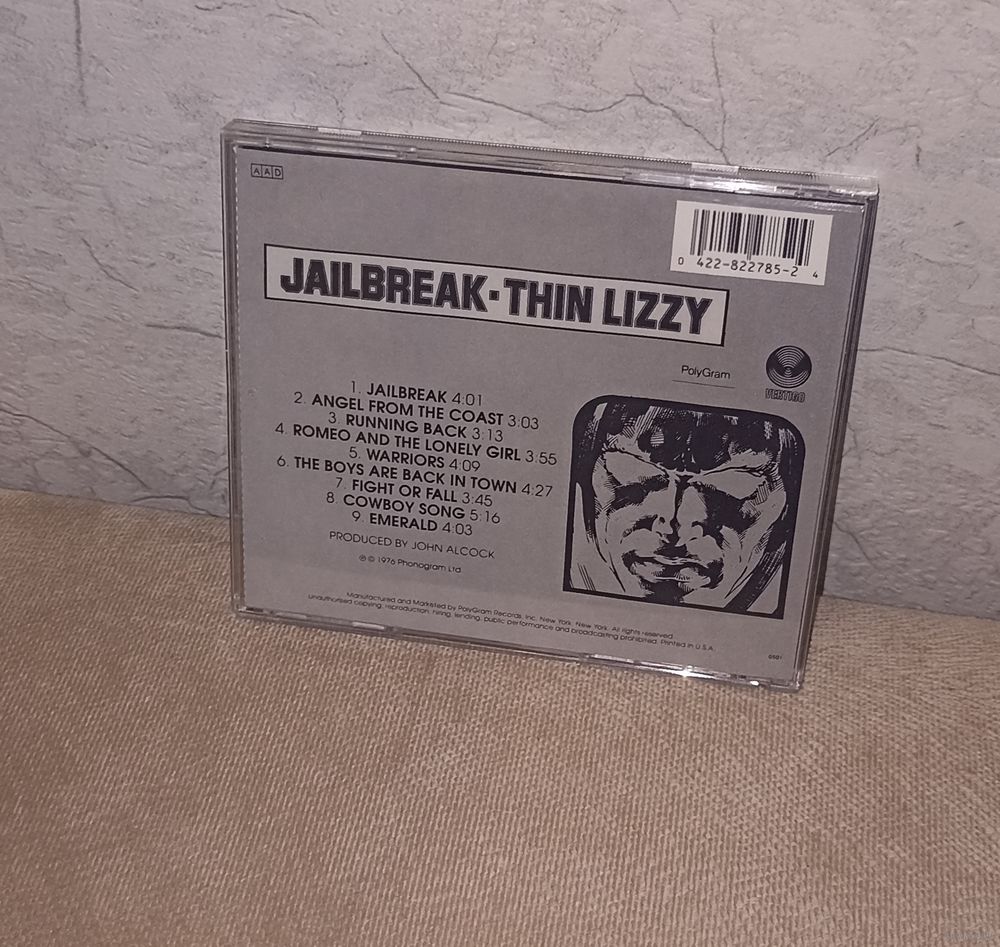 AAD
0 422-822785-2 4
JAILBREAK·THIN LIZZY
PolyGram
VERTIGO
1. JAILBREAK 4:01
2. ANGEL FROM THE COAST 3:03
3. RUNNING BACK 3:13
4. ROMEO AND THE LONELY GIRL 3:55
5. WARRIORS 4:09
6. THE BOYS ARE BACK IN TOWN 4:27
7. FIGHT OR FALL 3:45
8. COWBOY SONG 5:16
9. EMERALD 4:03
PRODUCED BY JOHN ALCOCK
℗ © 1976 Phonogram Ltd.
Manufactured and Marketed by PolyGram Records, Inc. New York, New York. All rights reserved.
Unauthorised copying, reproduction, hiring, lending, public performance and broadcasting prohibited. Printed in U.S.A.